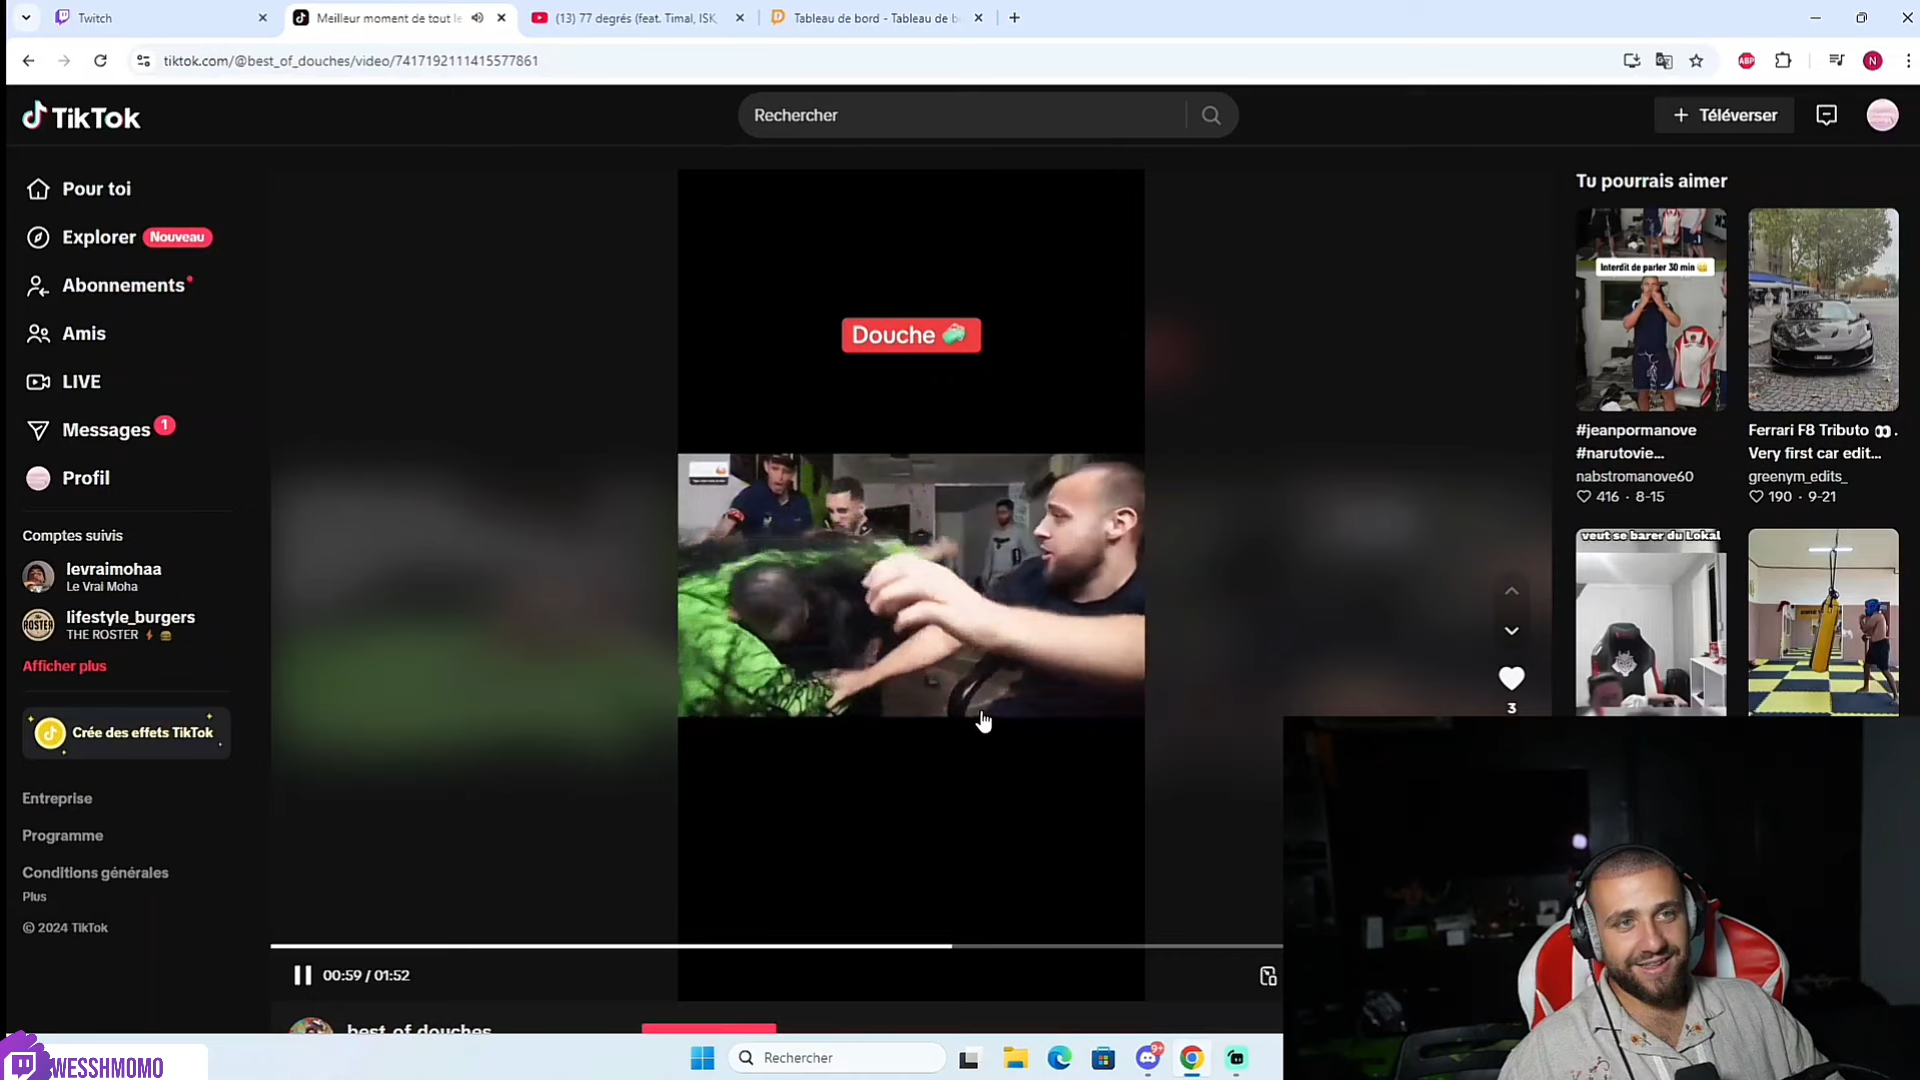 Twitch
Meilleur moment de tout le
(13) 77 degrés (feat. Timal, ISK,
Tableau de bord - Tableau de b
tiktok.com/@best_of_douches/video/7417192111415577861
ABP
N
TikTok
Rechercher
Téléverser
Pour toi
Explorer Nouveau
Abonnements
Amis
LIVE
Messages 1
Profil
Comptes suivis
levraimohaa
Le Vrai Moha
ROSTER
lifestyle_burgers
THE ROSTER
Afficher plus
Crée des effets TikTok
Entreprise
Programme
Conditions générales
Plus
© 2024 TikTok
Douche
3
00:59 / 01:52
best_of_douches
Tu pourrais aimer
Interdit de parler 30 min
#jeanpormanove
#narutovie...
nabstromanove60
416 · 8-15
Ferrari F8 Tributo .
Very first car edit...
greenym_edits_
190 · 9-21
veut se barer du Lokal
WESSHMOMO
Rechercher
9+